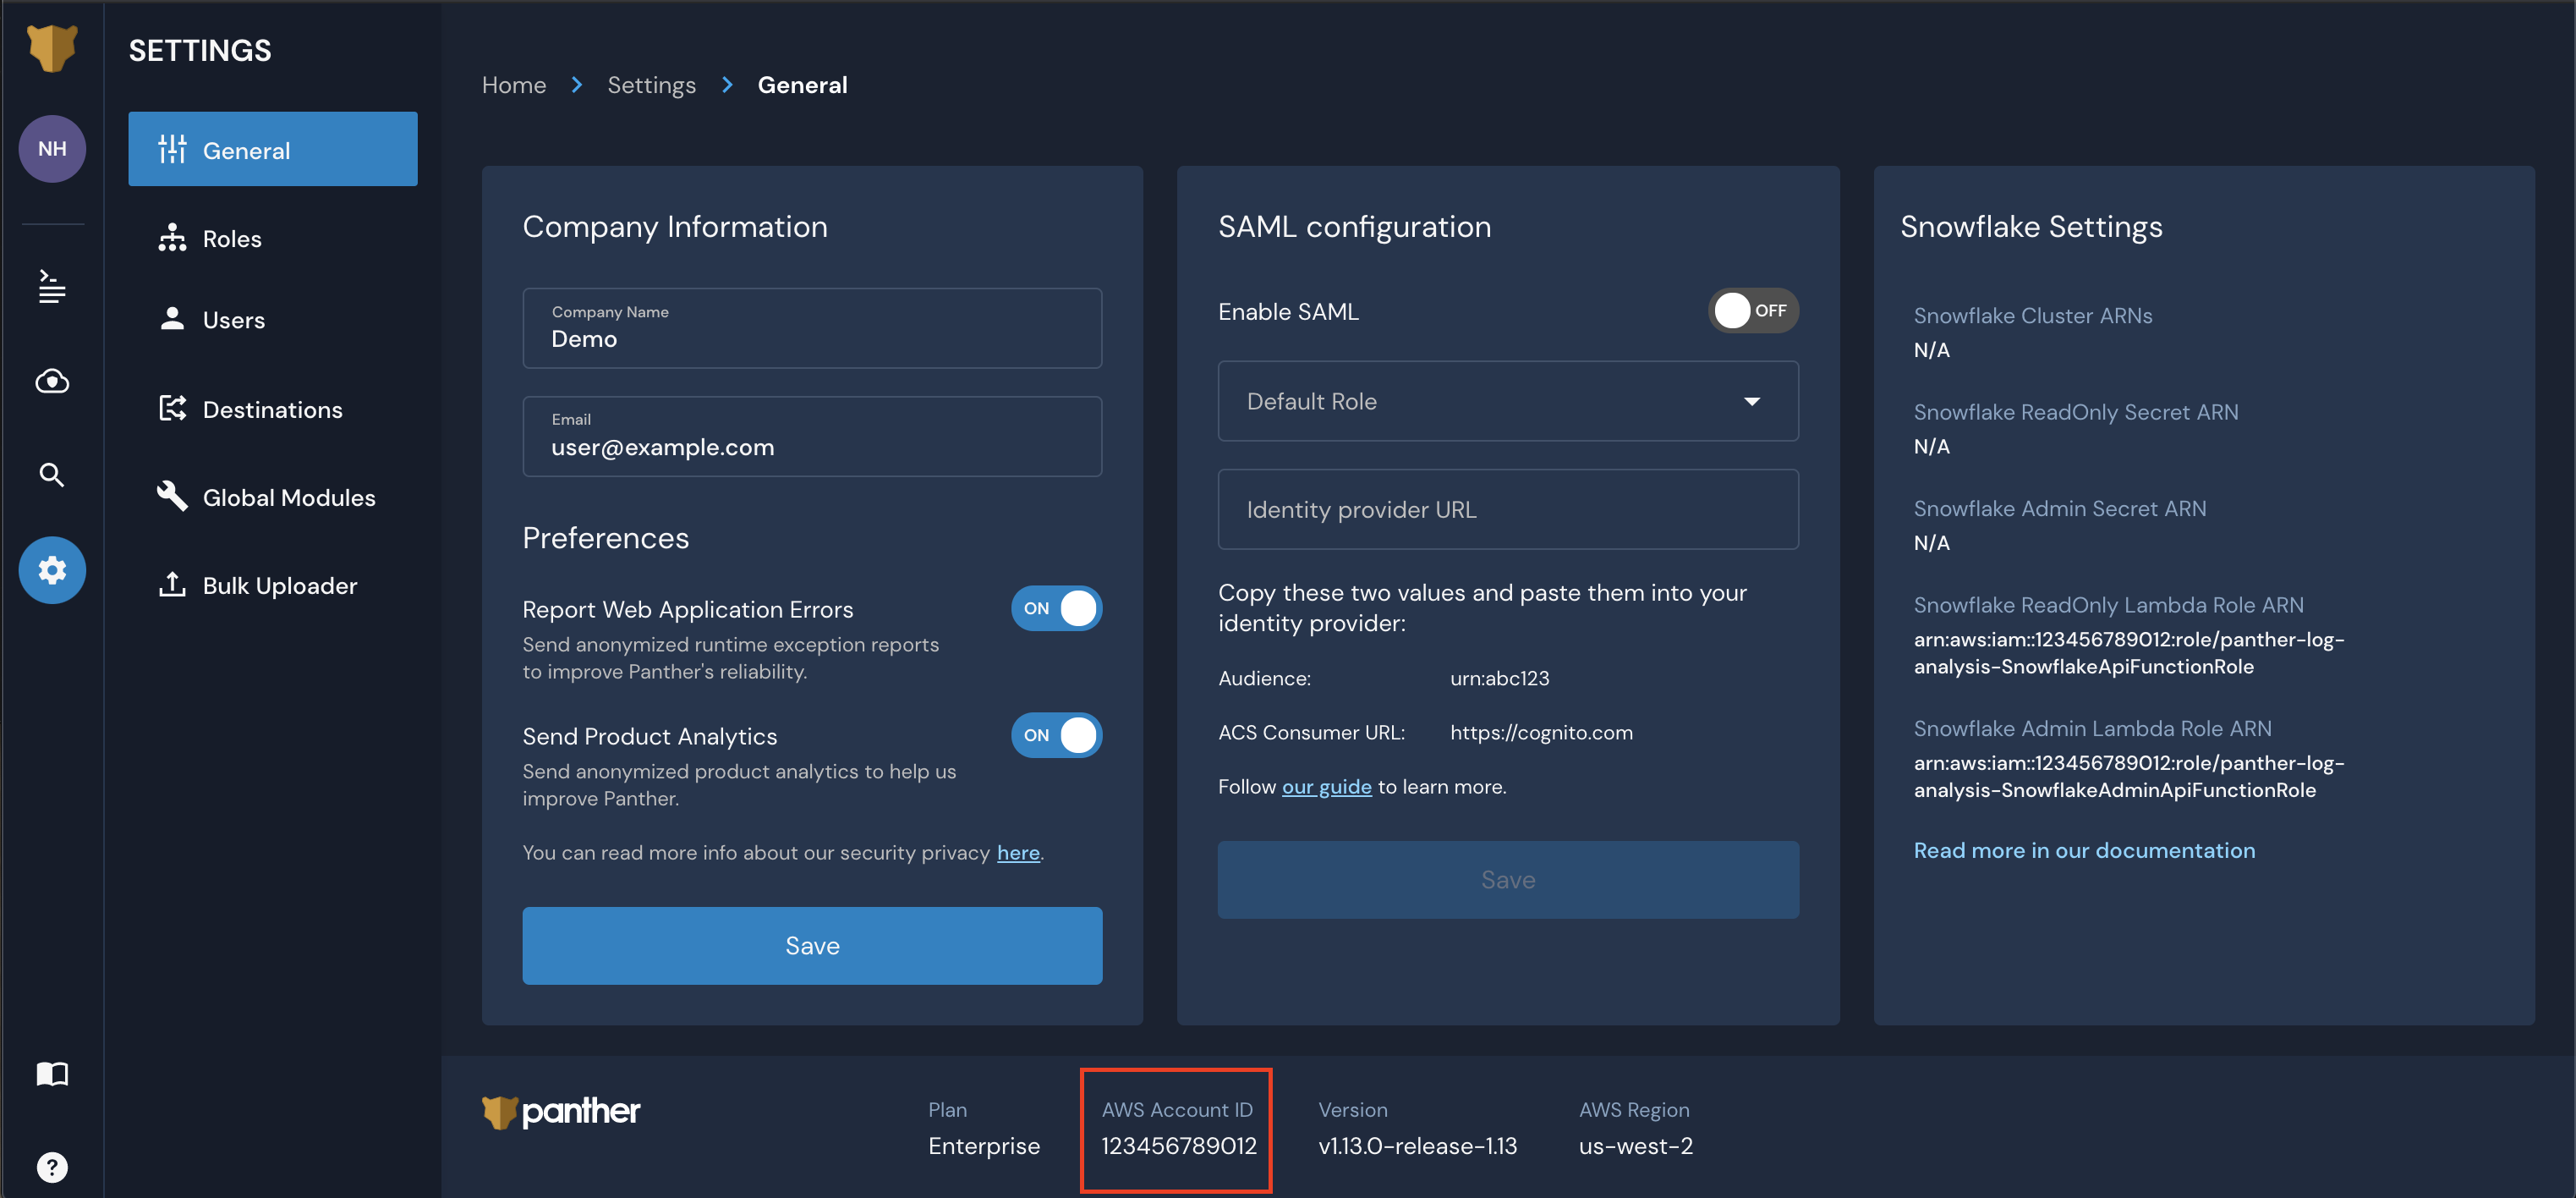 SETTINGS
NH
General
Roles
Users
Destinations
Global Modules
Bulk Uploader
Home
Settings
General
Company Information
Company Name
Demo
Email
user@example.com
Preferences
Report Web Application Errors
ON
Send anonymized runtime exception reports
to improve Panther's reliability.
Send Product Analytics
ON
Send anonymized product analytics to help us
improve Panther.
You can read more info about our security privacy here.
Save
SAML configuration
Enable SAML
OFF
Default Role
Identity provider URL
Copy these two values and paste them into your
identity provider:
Audience: urn:abc123
ACS Consumer URL: https://cognito.com
Follow our guide to learn more.
Save
Snowflake Settings
Snowflake Cluster ARNs
N/A
Snowflake ReadOnly Secret ARN
N/A
Snowflake Admin Secret ARN
N/A
Snowflake ReadOnly Lambda Role ARN
arn:aws:iam::123456789012:role/panther-log-
analysis-SnowflakeApiFunctionRole
Snowflake Admin Lambda Role ARN
arn:aws:iam::123456789012:role/panther-log-
analysis-SnowflakeAdminApiFunctionRole
Read more in our documentation
panther
Plan
Enterprise
AWS Account ID
123456789012
Version
v1.13.0-release-1.13
AWS Region
us-west-2
?